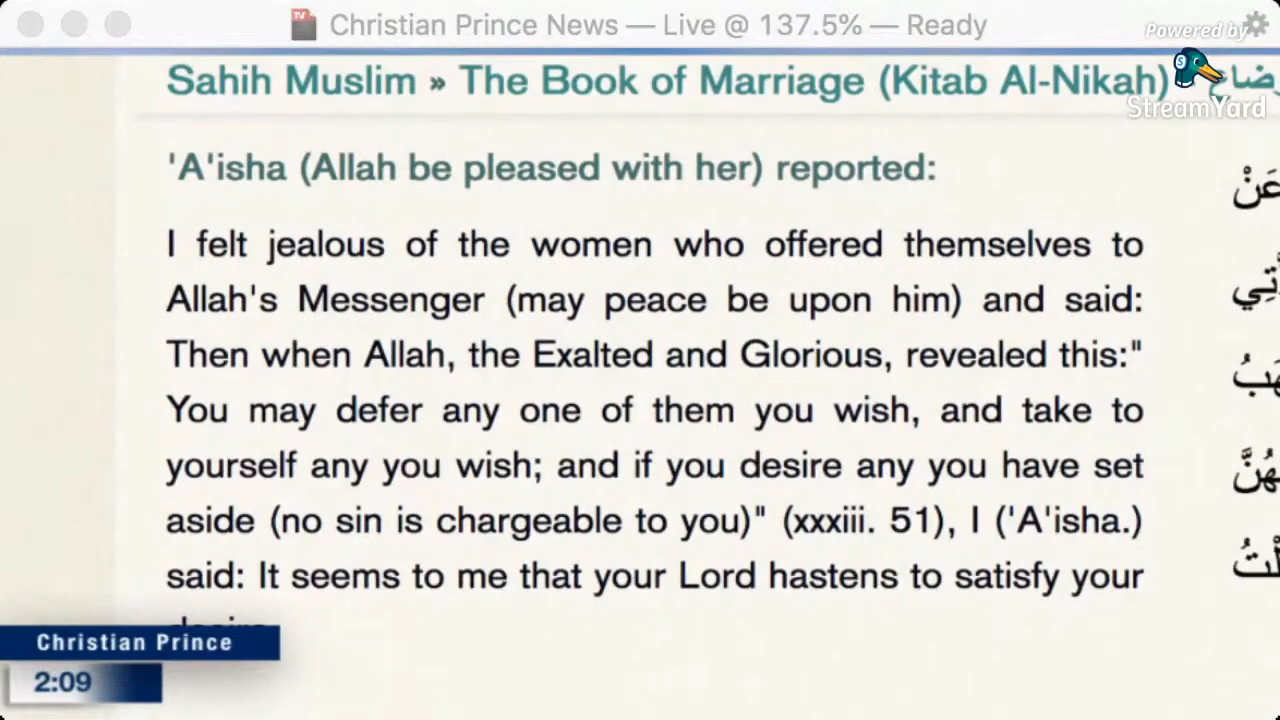 Christian Prince News — Live @ 137.5% — Ready
Powered by
StreamYard
Sahih Muslim » The Book of Marriage (Kitab Al-Nikah)
'A'isha (Allah be pleased with her) reported:
عَنْ
I felt jealous of the women who offered themselves to
Allah's Messenger (may peace be upon him) and said:
Then when Allah, the Exalted and Glorious, revealed this:"
You may defer any one of them you wish, and take to
yourself any you wish; and if you desire any you have set
aside (no sin is chargeable to you)" (xxxiii. 51), I ('A'isha.)
said: It seems to me that your Lord hastens to satisfy your
Christian Prince
2:09